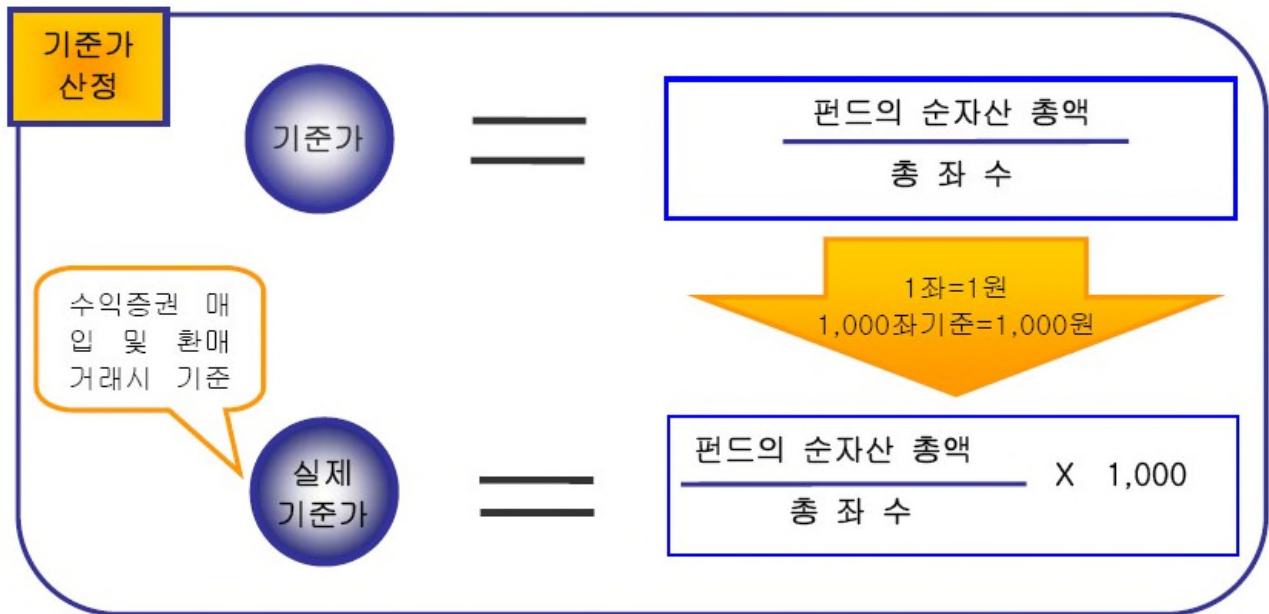 기준가
산정
기준가
펀드의 순자산 총액
총 좌 수
1좌=1원
1,000좌기준=1,000원
수익증권 매
입 및 환매
거래시 기준
실제
기준가
펀드의 순자산 총액
X 1,000
총 좌 수